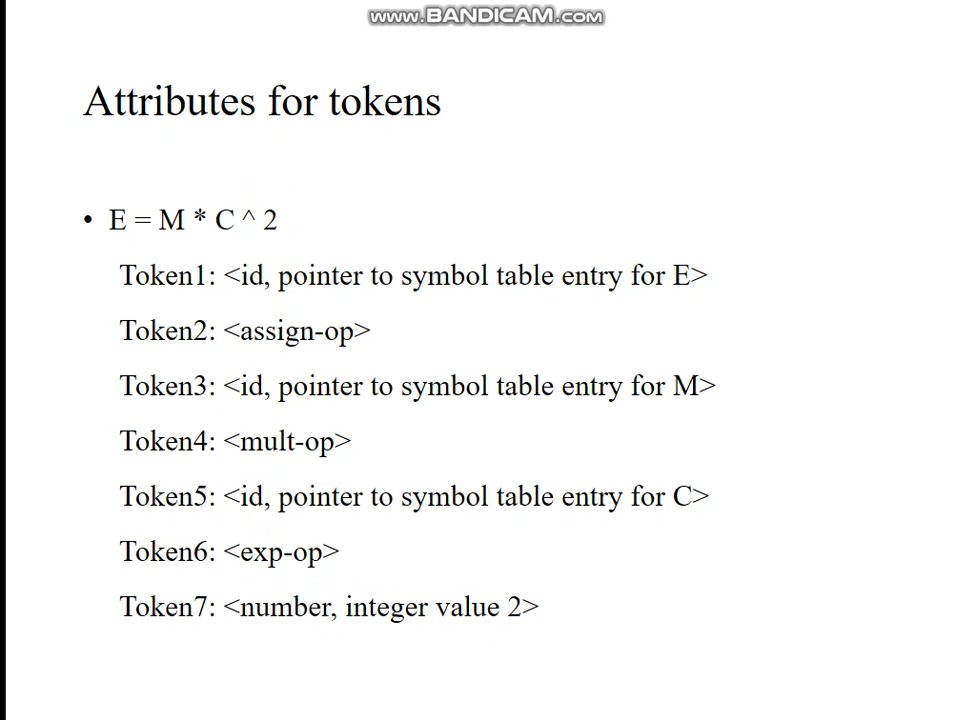 www.BANDICAM.com
Attributes for tokens
• E = M * C ^ 2
Token1: <id, pointer to symbol table entry for E>
Token2: <assign-op>
Token3: <id, pointer to symbol table entry for M>
Token4: <mult-op>
Token5: <id, pointer to symbol table entry for C>
Token6: <exp-op>
Token7: <number, integer value 2>